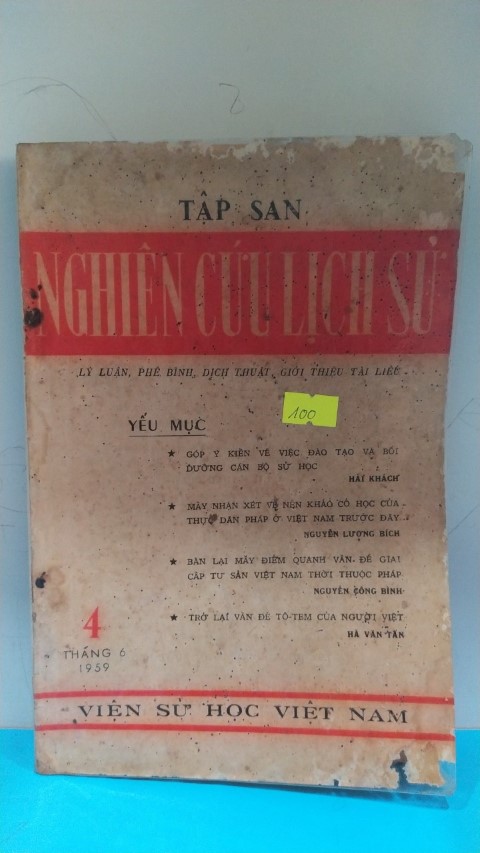 TẬP SAN
NGHIÊN CỨU LỊCH SỬ
LÝ LUẬN, PHÊ BÌNH, DỊCH THUẬT, GIỚI THIỆU TÀI LIỆU
100
YẾU MỤC
★ GÓP Ý KIẾN VỀ VIỆC ĐÀO TẠO VÀ BỒI
DƯỠNG CÁN BỘ SỬ HỌC
HẢI KHÁCH
★ MẤY NHẬN XÉT VỀ NỀN KHẢO CỔ HỌC CỦA
THỰC DÂN PHÁP Ở VIỆT NAM TRƯỚC ĐÂY
NGUYỄN LƯƠNG BÍCH
★ BÀN LẠI MẤY ĐIỂM QUANH VẤN ĐỀ GIAI
CẤP TƯ SẢN VIỆT NAM THỜI THUỘC PHÁP
NGUYỄN CÔNG BÌNH
★ TRỞ LẠI VẤN ĐỀ TÔ-TEM CỦA NGƯỜI VIỆT
HÀ VĂN TẤN
4
THÁNG 6
1959
VIỆN SỬ HỌC VIỆT NAM